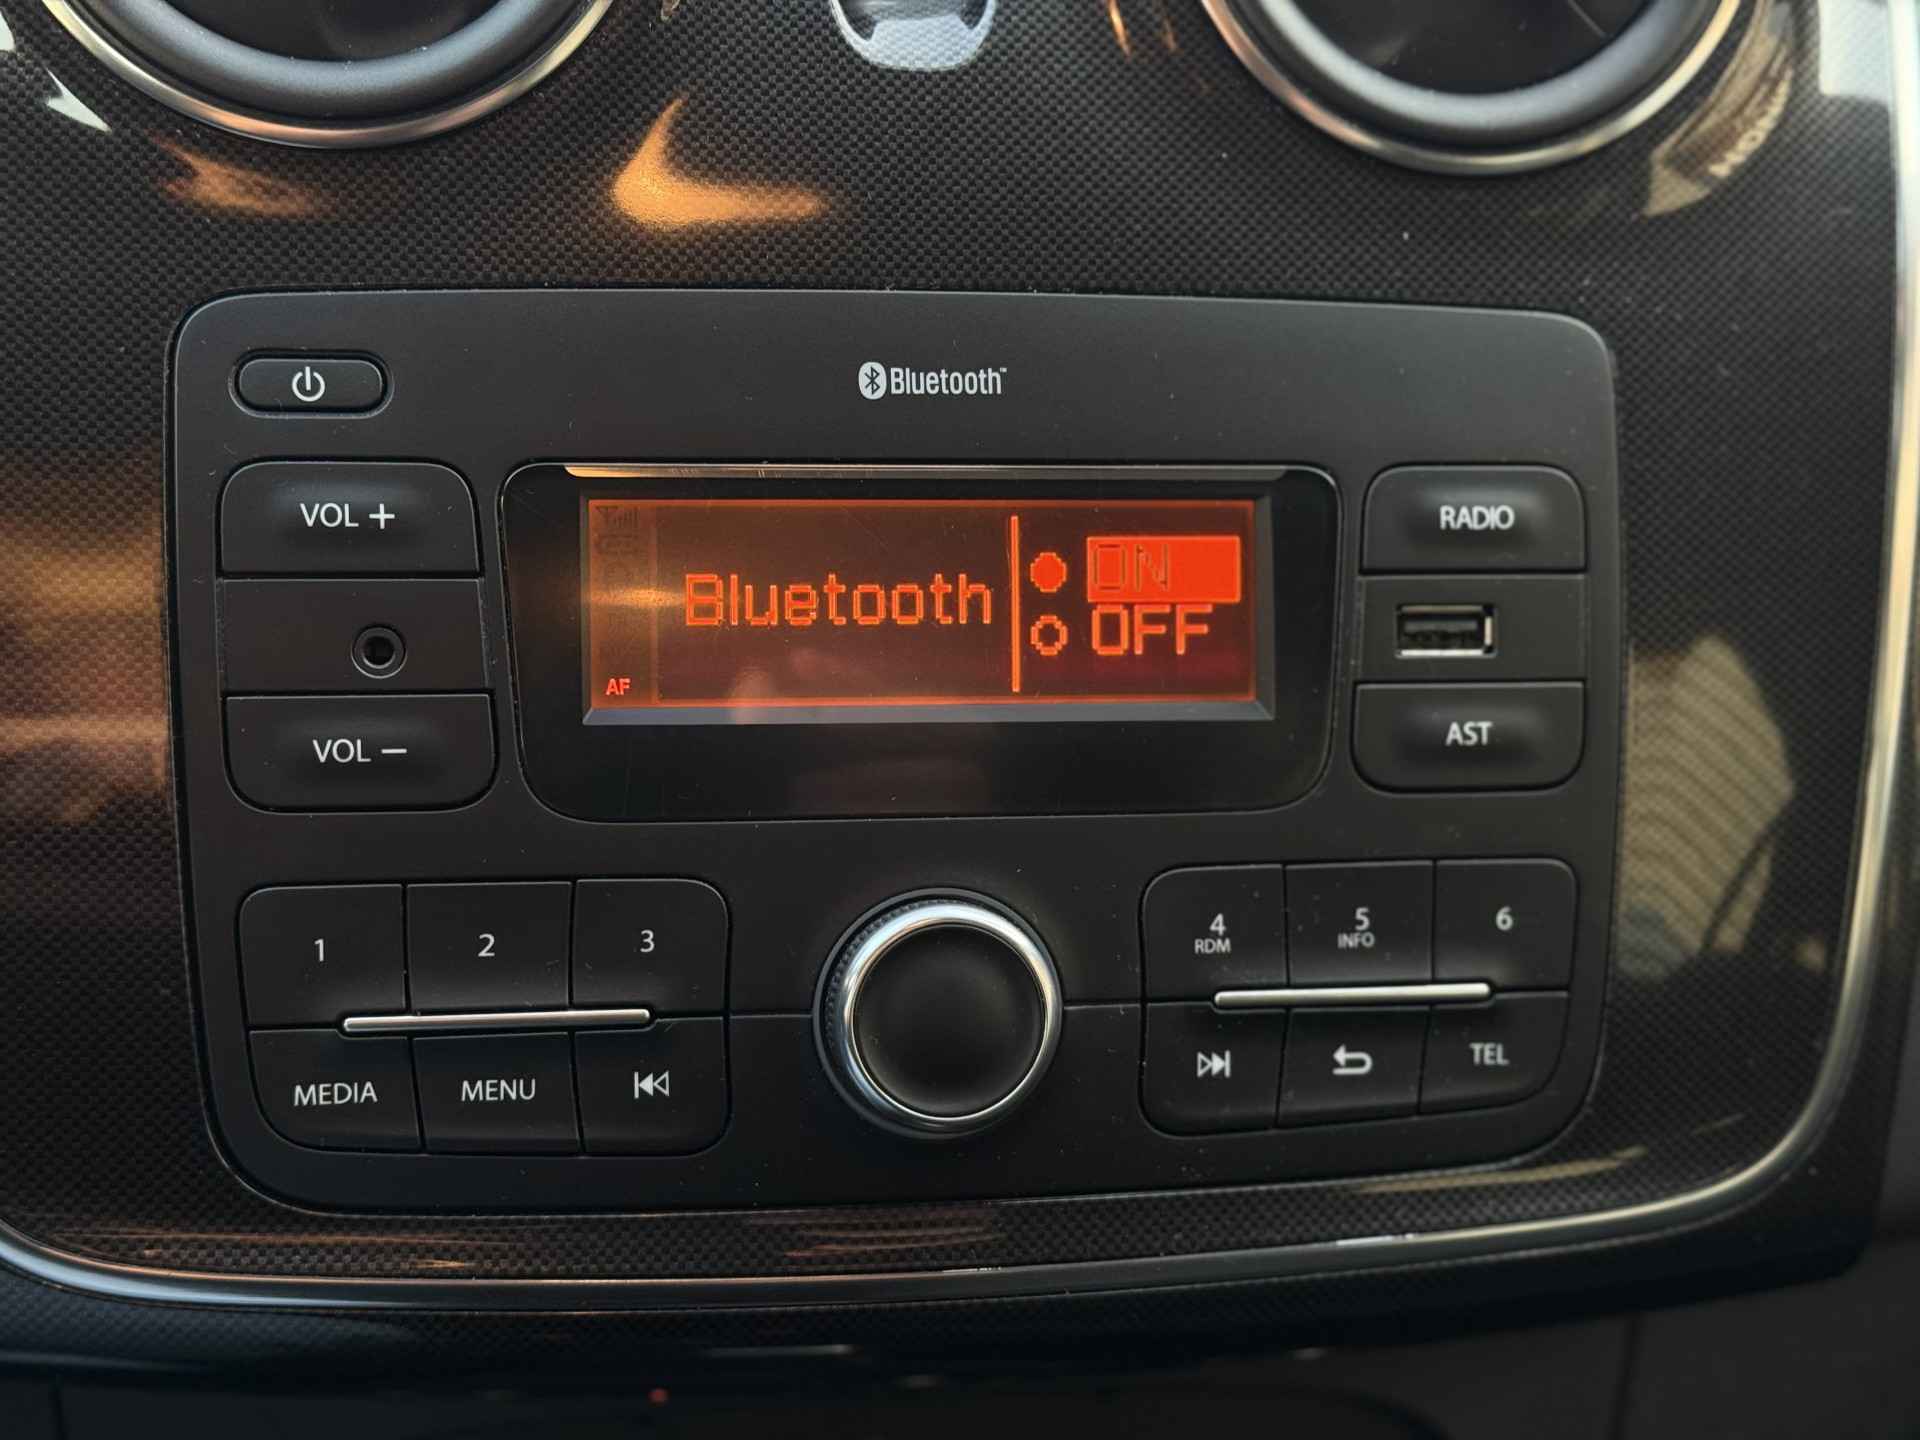 Bluetooth™
VOL +
Bluetooth
ON
OFF
AF
RADIO
VOL –
AST
1
2
3
4
RDM
5
INFO
6
MEDIA
MENU
TEL